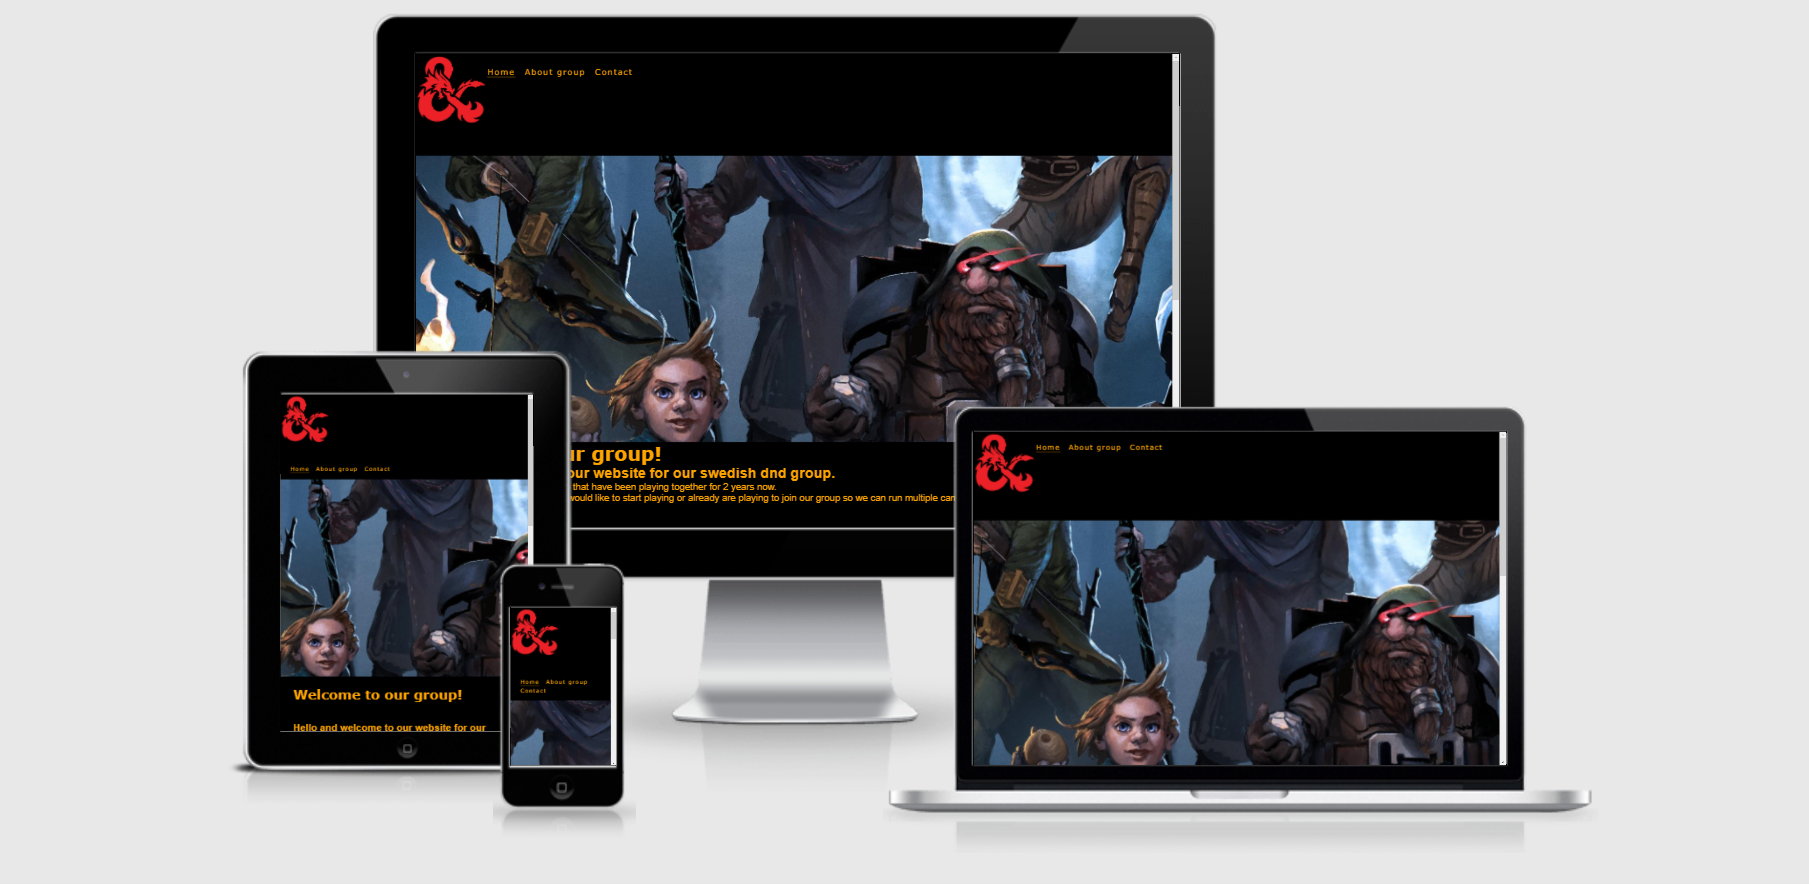 Home About group Contact
ur group!
our website for our swedish dnd group.
that have been playing together for 2 years now.
would like to start playing or already are playing to join our group so we can run multiple
Home About group Contact
Welcome to our group!
Hello and welcome to our website for our
Home About group
Contact
Home About group Contact